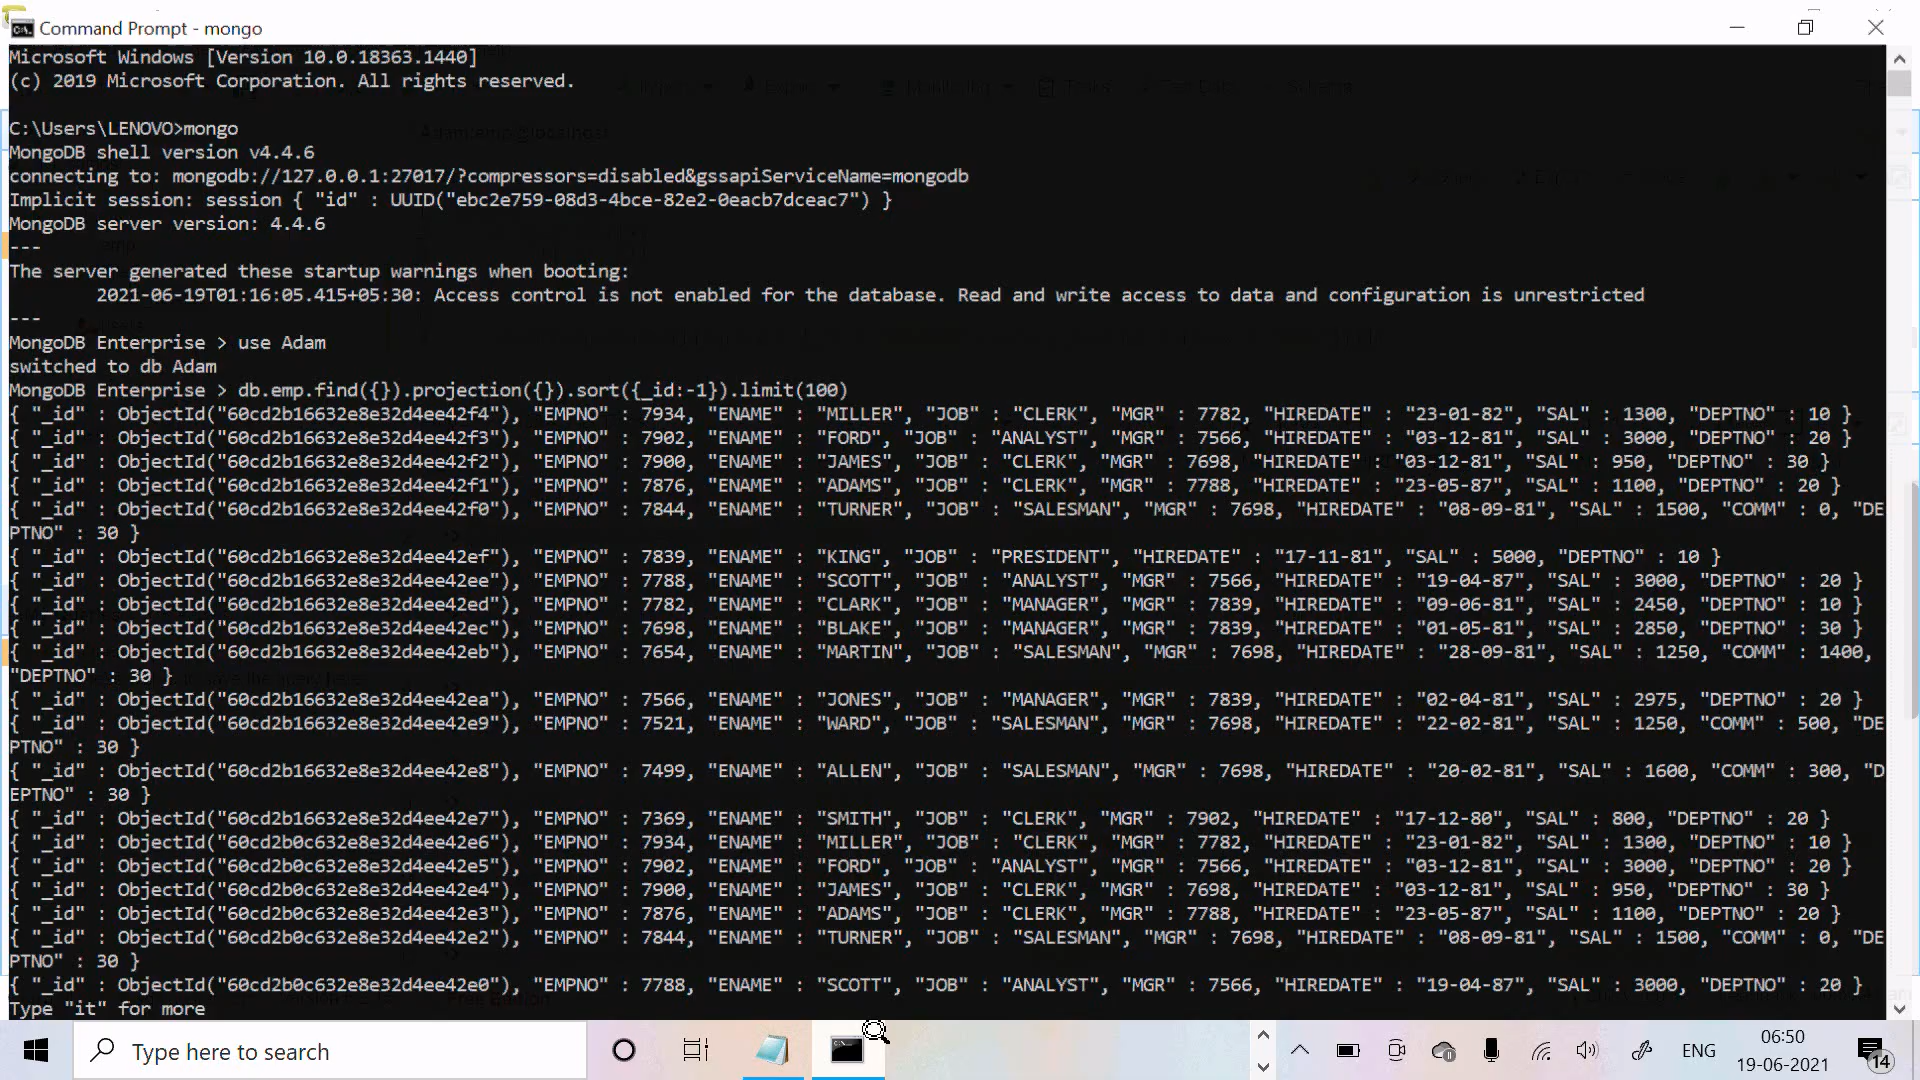 Command Prompt - mongo
Microsoft Windows [Version 10.0.18363.1440]
(c) 2019 Microsoft Corporation. All rights reserved.
C:\Users\LENOVO>mongo
MongoDB shell version v4.4.6
connecting to: mongodb://127.0.0.1:27017/?compressors=disabled&gssapiServiceName=mongodb
Implicit session: session { "id" : UUID("ebc2e759-08d3-4bce-82e2-0eacb7dceac7") }
MongoDB server version: 4.4.6
---
The server generated these startup warnings when booting:
2021-06-19T01:16:05.415+05:30: Access control is not enabled for the database. Read and write access to data and configuration is unrestricted
---
MongoDB Enterprise > use Adam
switched to db Adam
MongoDB Enterprise > db.emp.find({}).projection({}).sort({_id:-1}).limit(100)
{ "_id" : ObjectId("60cd2b16632e8e32d4ee42f4"), "EMPNO" : 7934, "ENAME" : "MILLER", "JOB" : "CLERK", "MGR" : 7782, "HIREDATE" : "23-01-82", "SAL" : 1300, "DEPTNO" : 10 }
{ "_id" : ObjectId("60cd2b16632e8e32d4ee42f3"), "EMPNO" : 7902, "ENAME" : "FORD", "JOB" : "ANALYST", "MGR" : 7566, "HIREDATE" : "03-12-81", "SAL" : 3000, "DEPTNO" : 20 }
{ "_id" : ObjectId("60cd2b16632e8e32d4ee42f2"), "EMPNO" : 7900, "ENAME" : "JAMES", "JOB" : "CLERK", "MGR" : 7698, "HIREDATE" : "03-12-81", "SAL" : 950, "DEPTNO" : 30 }
{ "_id" : ObjectId("60cd2b16632e8e32d4ee42f1"), "EMPNO" : 7876, "ENAME" : "ADAMS", "JOB" : "CLERK", "MGR" : 7788, "HIREDATE" : "23-05-87", "SAL" : 1100, "DEPTNO" : 20 }
{ "_id" : ObjectId("60cd2b16632e8e32d4ee42f0"), "EMPNO" : 7844, "ENAME" : "TURNER", "JOB" : "SALESMAN", "MGR" : 7698, "HIREDATE" : "08-09-81", "SAL" : 1500, "COMM" : 0, "DE
PTNO" : 30 }
{ "_id" : ObjectId("60cd2b16632e8e32d4ee42ef"), "EMPNO" : 7839, "ENAME" : "KING", "JOB" : "PRESIDENT", "HIREDATE" : "17-11-81", "SAL" : 5000, "DEPTNO" : 10 }
{ "_id" : ObjectId("60cd2b16632e8e32d4ee42ee"), "EMPNO" : 7788, "ENAME" : "SCOTT", "JOB" : "ANALYST", "MGR" : 7566, "HIREDATE" : "19-04-87", "SAL" : 3000, "DEPTNO" : 20 }
{ "_id" : ObjectId("60cd2b16632e8e32d4ee42ed"), "EMPNO" : 7782, "ENAME" : "CLARK", "JOB" : "MANAGER", "MGR" : 7839, "HIREDATE" : "09-06-81", "SAL" : 2450, "DEPTNO" : 10 }
{ "_id" : ObjectId("60cd2b16632e8e32d4ee42ec"), "EMPNO" : 7698, "ENAME" : "BLAKE", "JOB" : "MANAGER", "MGR" : 7839, "HIREDATE" : "01-05-81", "SAL" : 2850, "DEPTNO" : 30 }
{ "_id" : ObjectId("60cd2b16632e8e32d4ee42eb"), "EMPNO" : 7654, "ENAME" : "MARTIN", "JOB" : "SALESMAN", "MGR" : 7698, "HIREDATE" : "28-09-81", "SAL" : 1250, "COMM" : 1400,
"DEPTNO" : 30 }
{ "_id" : ObjectId("60cd2b16632e8e32d4ee42ea"), "EMPNO" : 7566, "ENAME" : "JONES", "JOB" : "MANAGER", "MGR" : 7839, "HIREDATE" : "02-04-81", "SAL" : 2975, "DEPTNO" : 20 }
{ "_id" : ObjectId("60cd2b16632e8e32d4ee42e9"), "EMPNO" : 7521, "ENAME" : "WARD", "JOB" : "SALESMAN", "MGR" : 7698, "HIREDATE" : "22-02-81", "SAL" : 1250, "COMM" : 500, "DE
PTNO" : 30 }
{ "_id" : ObjectId("60cd2b16632e8e32d4ee42e8"), "EMPNO" : 7499, "ENAME" : "ALLEN", "JOB" : "SALESMAN", "MGR" : 7698, "HIREDATE" : "20-02-81", "SAL" : 1600, "COMM" : 300, "D
EPTNO" : 30 }
{ "_id" : ObjectId("60cd2b16632e8e32d4ee42e7"), "EMPNO" : 7369, "ENAME" : "SMITH", "JOB" : "CLERK", "MGR" : 7902, "HIREDATE" : "17-12-80", "SAL" : 800, "DEPTNO" : 20 }
{ "_id" : ObjectId("60cd2b0c632e8e32d4ee42e6"), "EMPNO" : 7934, "ENAME" : "MILLER", "JOB" : "CLERK", "MGR" : 7782, "HIREDATE" : "23-01-82", "SAL" : 1300, "DEPTNO" : 10 }
{ "_id" : ObjectId("60cd2b0c632e8e32d4ee42e5"), "EMPNO" : 7902, "ENAME" : "FORD", "JOB" : "ANALYST", "MGR" : 7566, "HIREDATE" : "03-12-81", "SAL" : 3000, "DEPTNO" : 20 }
{ "_id" : ObjectId("60cd2b0c632e8e32d4ee42e4"), "EMPNO" : 7900, "ENAME" : "JAMES", "JOB" : "CLERK", "MGR" : 7698, "HIREDATE" : "03-12-81", "SAL" : 950, "DEPTNO" : 30 }
{ "_id" : ObjectId("60cd2b0c632e8e32d4ee42e3"), "EMPNO" : 7876, "ENAME" : "ADAMS", "JOB" : "CLERK", "MGR" : 7788, "HIREDATE" : "23-05-87", "SAL" : 1100, "DEPTNO" : 20 }
{ "_id" : ObjectId("60cd2b0c632e8e32d4ee42e2"), "EMPNO" : 7844, "ENAME" : "TURNER", "JOB" : "SALESMAN", "MGR" : 7698, "HIREDATE" : "08-09-81", "SAL" : 1500, "COMM" : 0, "DE
PTNO" : 30 }
{ "_id" : ObjectId("60cd2b0c632e8e32d4ee42e0"), "EMPNO" : 7788, "ENAME" : "SCOTT", "JOB" : "ANALYST", "MGR" : 7566, "HIREDATE" : "19-04-87", "SAL" : 3000, "DEPTNO" : 20 }
Type "it" for more
Type here to search
ENG
06:50
19-06-2021
14